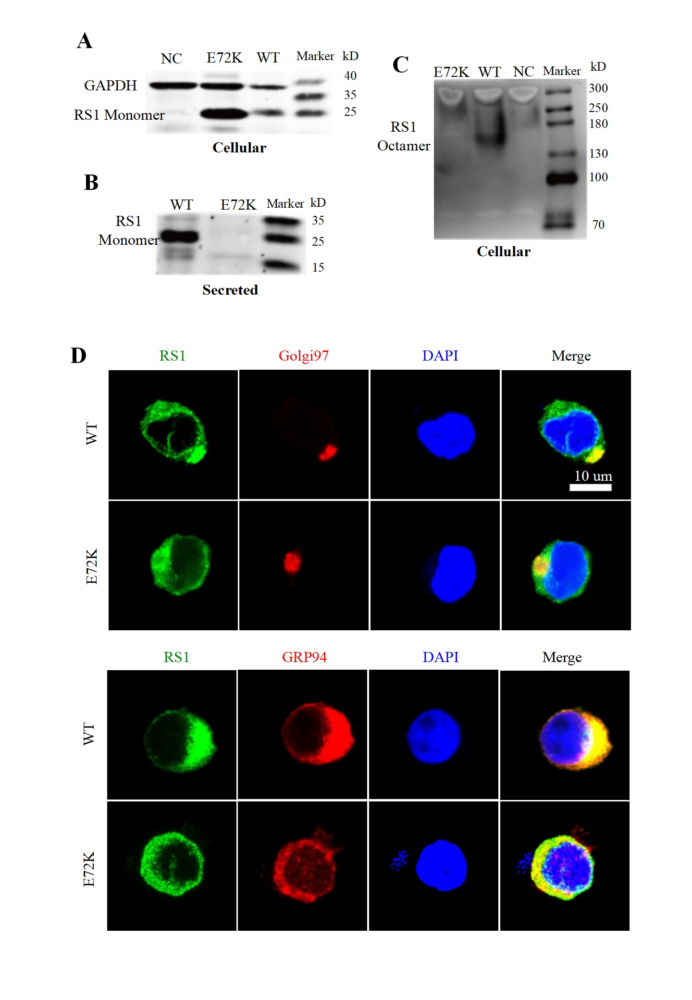 A
NC E72K WT Marker kD
GAPDH
40
35
RS1 Monomer
25
Cellular
B
WT E72K Marker kD
RS1
Monomer
35
25
15
Secreted
C
E72K WT NC Marker kD
300
250
180
RS1
Octamer
130
100
70
Cellular
D
RS1 Golgi97 DAPI Merge
WT
10 um
E72K
RS1 GRP94 DAPI Merge
WT
E72K